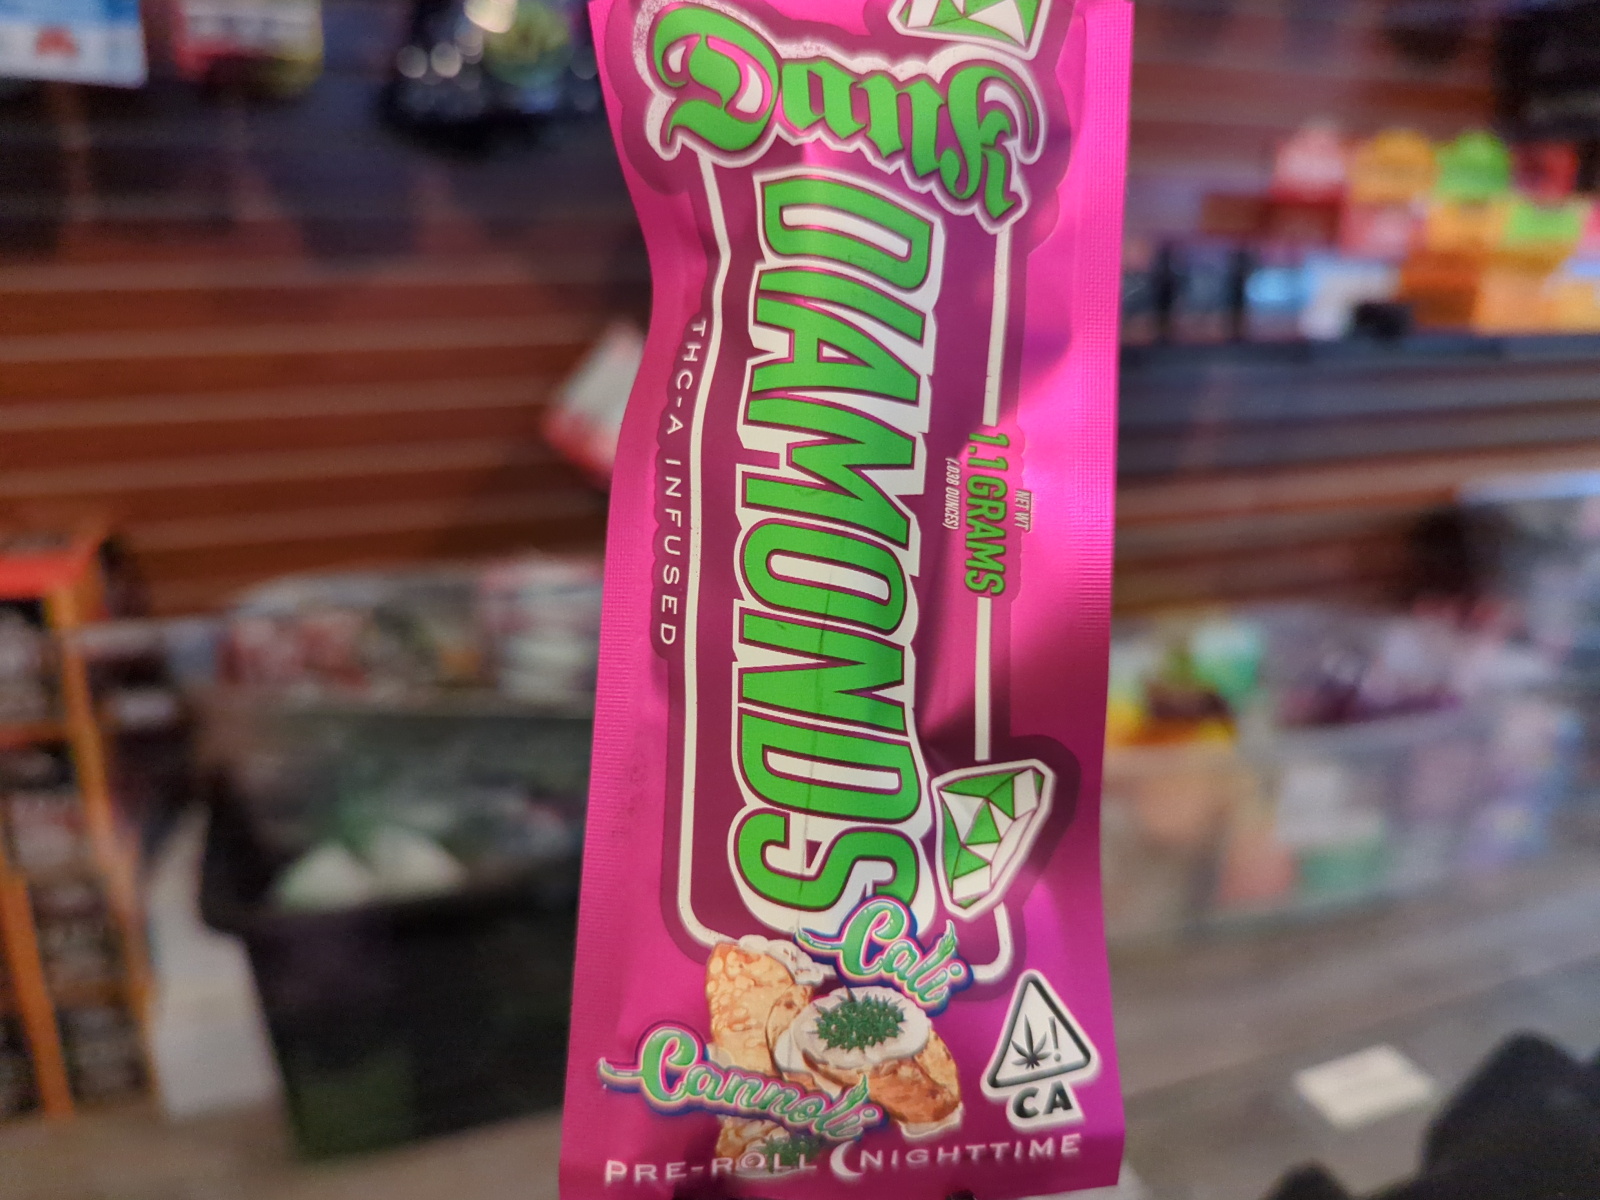 Dank
DIAMONDS
THC-A INFUSED
NET WT
1.1 GRAMS
(.038 OUNCES)
Cali
Cannoli
!
CA
PRE-ROLL NIGHTTIME